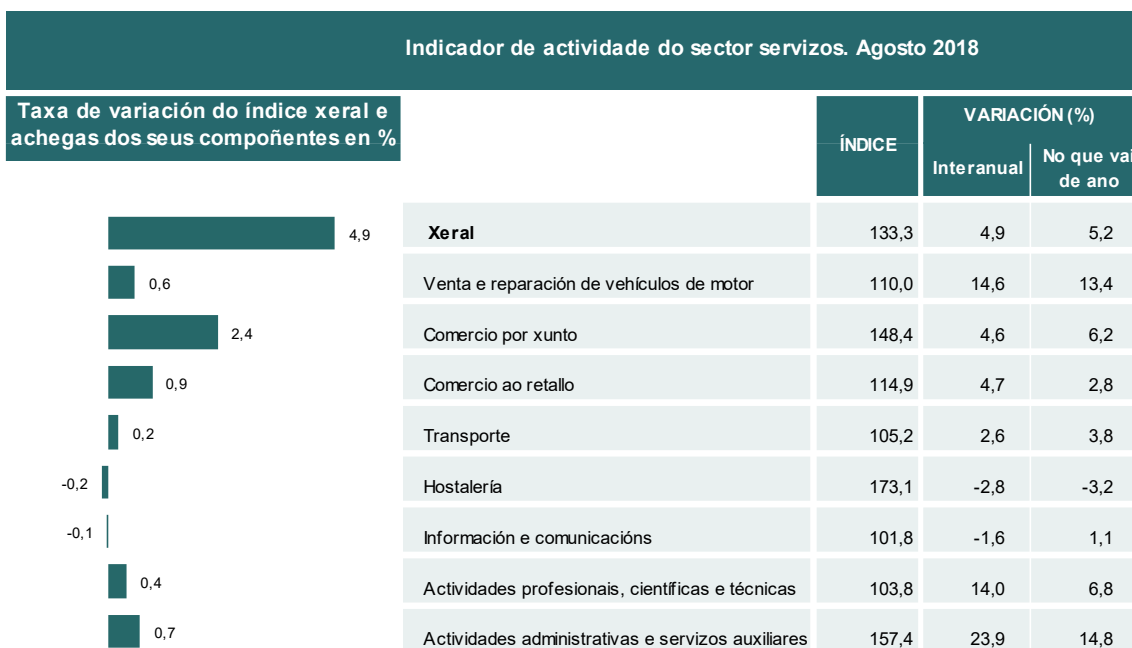 Indicador de actividade do sector servizos. Agosto 2018
Taxa de variación do índice xeral e
achegas dos seus compoñentes en %
ÍNDICE
VARIACIÓN (%)
Interanual
No que vai
de ano
4,9 Xeral 133,3 4,9 5,2
0,6 Venta e reparación de vehículos de motor 110,0 14,6 13,4
2,4 Comercio por xunto 148,4 4,6 6,2
0,9 Comercio ao retallo 114,9 4,7 2,8
0,2 Transporte 105,2 2,6 3,8
-0,2 Hostalería 173,1 -2,8 -3,2
-0,1 Información e comunicacións 101,8 -1,6 1,1
0,4 Actividades profesionais, científicas e técnicas 103,8 14,0 6,8
0,7 Actividades administrativas e servizos auxiliares 157,4 23,9 14,8